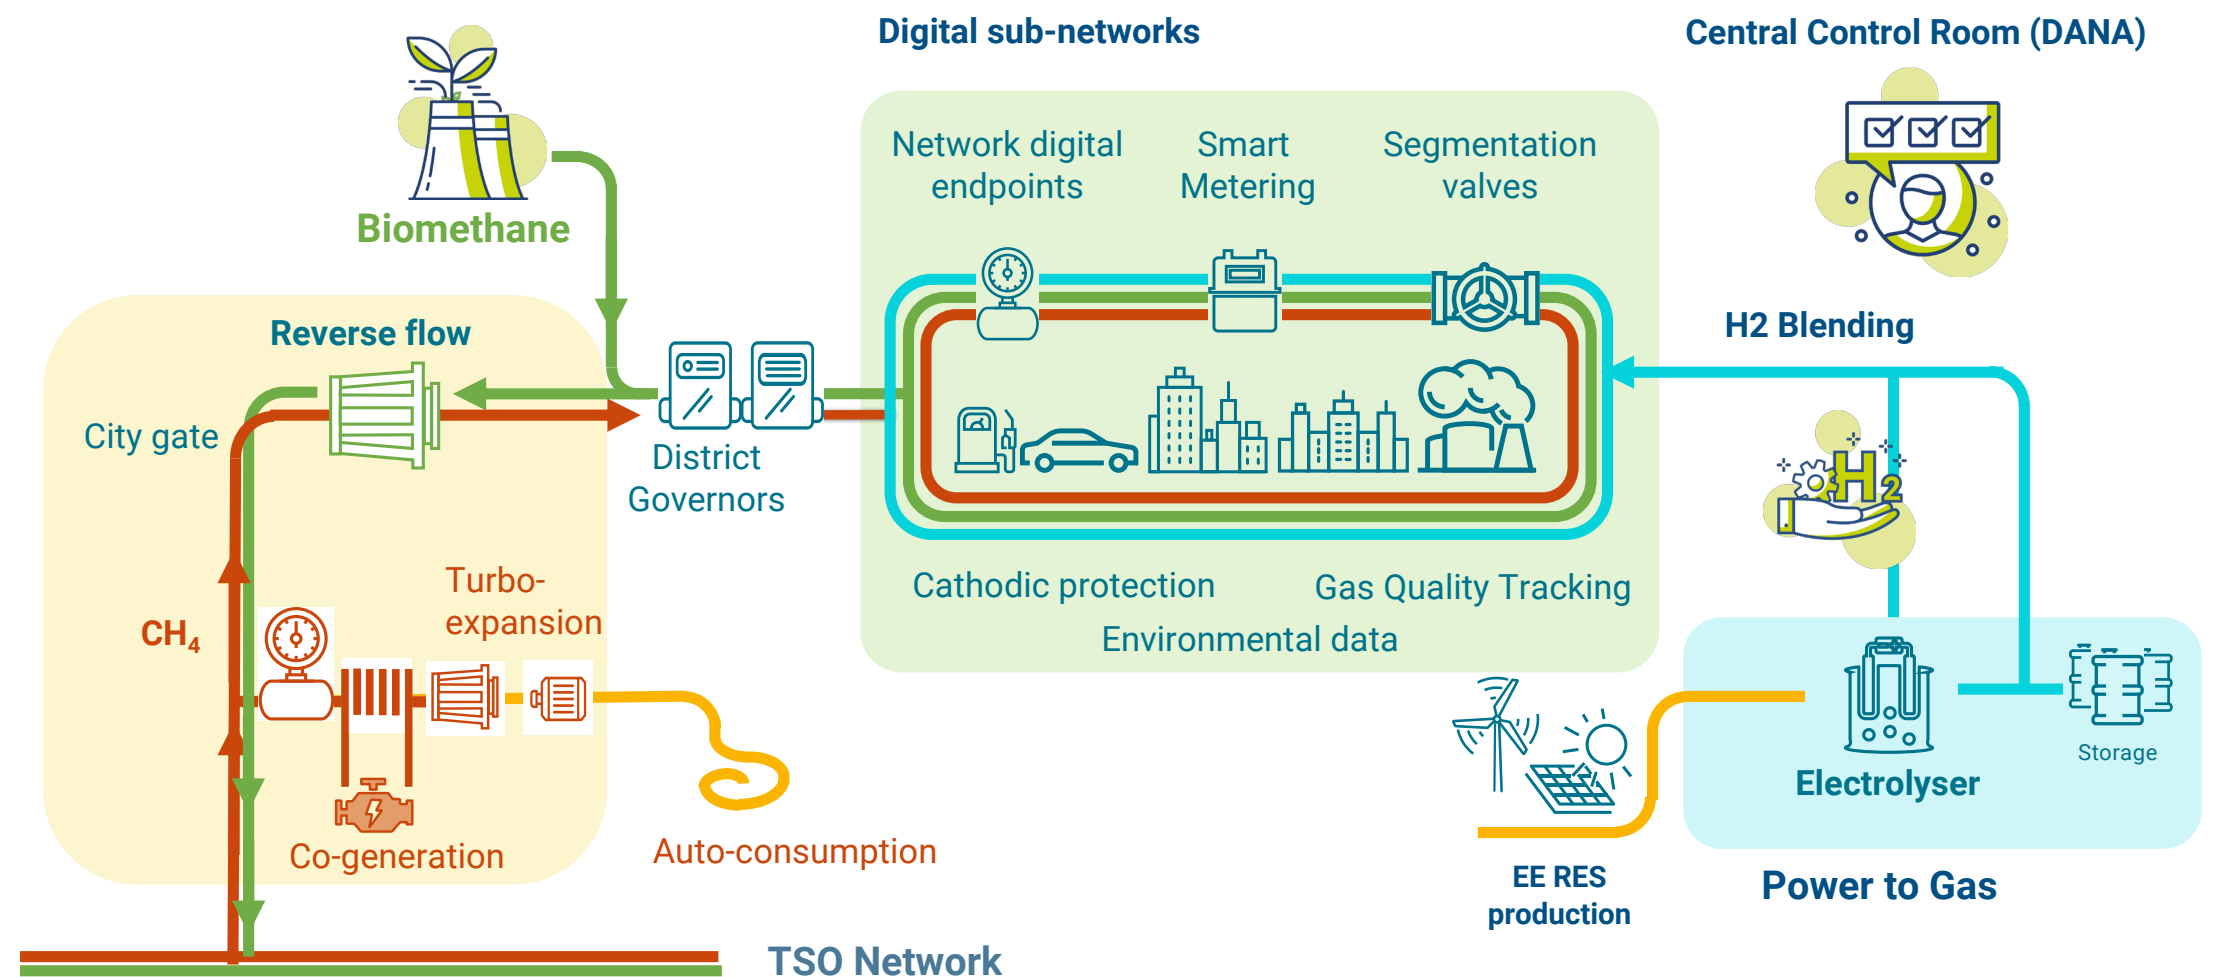 Digital sub-networks
Central Control Room (DANA)
Network digital
endpoints
Smart
Metering
Segmentation
valves
Biomethane
Reverse flow
H2 Blending
City gate
District
Governors
H2
Turbo-
expansion
Cathodic protection
Gas Quality Tracking
Environmental data
CH₄
Storage
Electrolyser
Co-generation
Auto-consumption
EE RES
production
Power to Gas
TSO Network